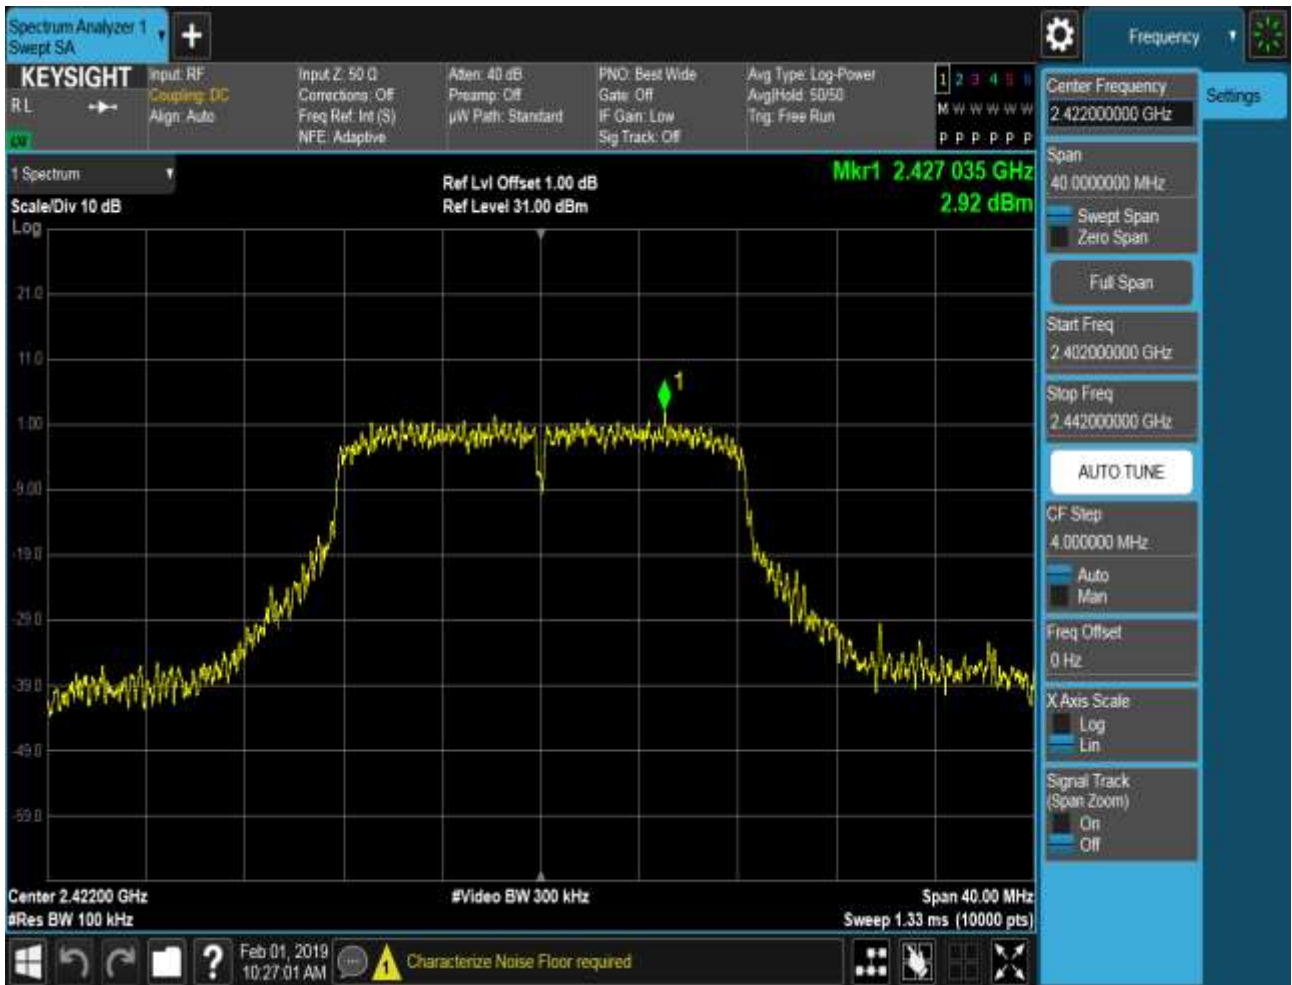 Spectrum Analyzer 1
Swept SA
+
Frequency
KEYSIGHT
R L
Input: RF
Coupling: DC
Align: Auto
Input Z: 50 Ω
Corrections: Off
Freq Ref: Int (S)
NFE: Adaptive
Atten: 40 dB
Preamp: Off
µW Path: Standard
PNO: Best Wide
Gate: Off
IF Gain: Low
Sig Track: Off
Avg Type: Log-Power
Avg|Hold: 50/50
Trig: Free Run
1 2 3 4 5 6
M W W W W W
P P P P P P
1 Spectrum
Scale/Div 10 dB
Log
Ref Lvl Offset 1.00 dB
Ref Level 31.00 dBm
Mkr1 2.427 035 GHz
2.92 dBm
21.0
11.0
1.00
-9.00
-19.0
-29.0
-39.0
-49.0
-59.0
1
Center 2.42200 GHz
#Res BW 100 kHz
#Video BW 300 kHz
Span 40.00 MHz
Sweep 1.33 ms (10000 pts)
Center Frequency
2.422000000 GHz
Settings
Span
40.0000000 MHz
Swept Span
Zero Span
Full Span
Start Freq
2.402000000 GHz
Stop Freq
2.442000000 GHz
AUTO TUNE
CF Step
4.000000 MHz
Auto
Man
Freq Offset
0 Hz
X Axis Scale
Log
Lin
Signal Track
(Span Zoom)
On
Off
?
Feb 01, 2019
10:27:01 AM
1
Characterize Noise Floor required